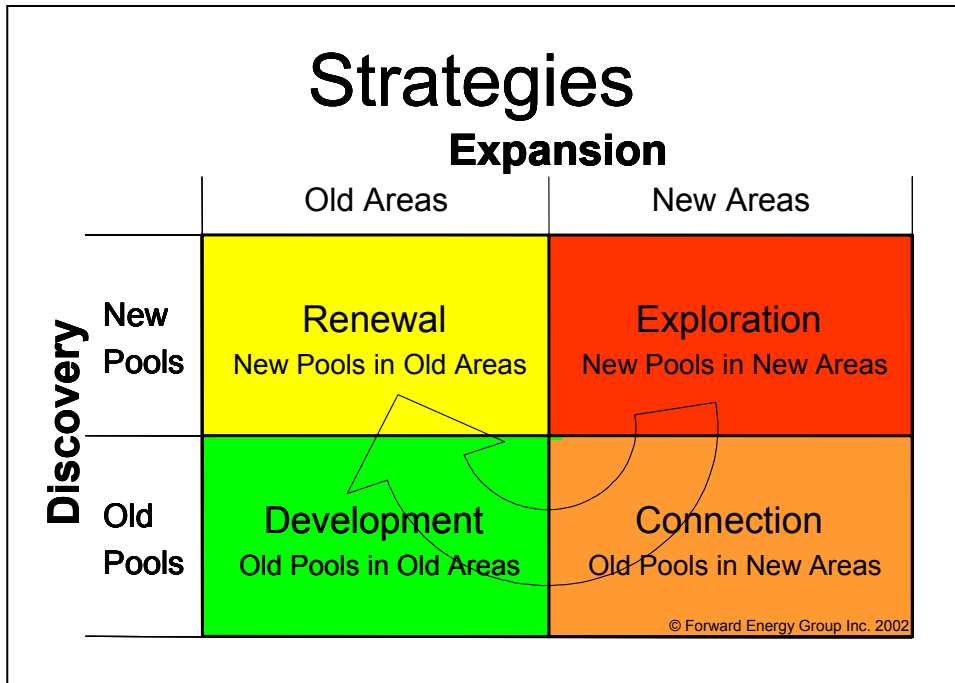 Strategies
Expansion
Old Areas
New Areas
Discovery
New
Pools
Renewal
New Pools in Old Areas
Exploration
New Pools in New Areas
Old
Pools
Development
Old Pools in Old Areas
Connection
Old Pools in New Areas
© Forward Energy Group Inc. 2002